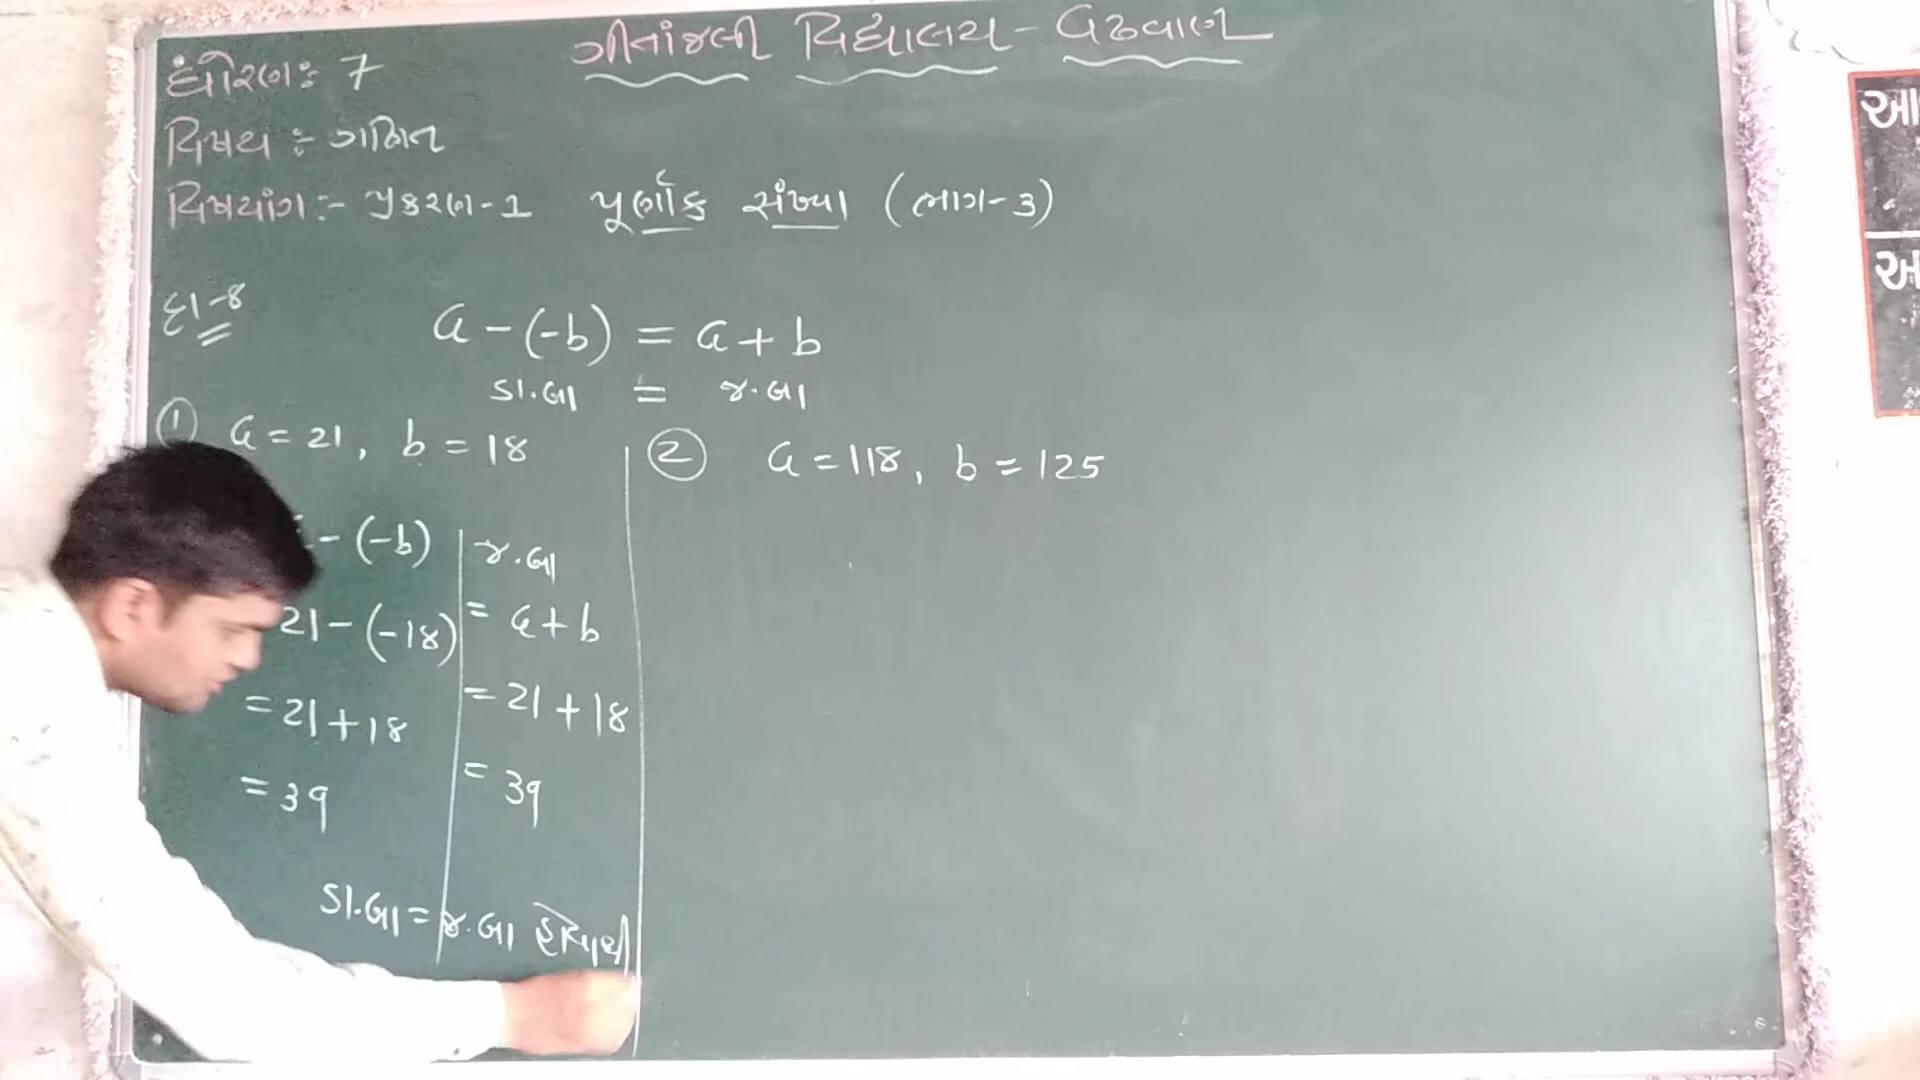 ગીતાંજલી વિદ્યાલય - વઢવાણ
ધોરણ: 7
વિષય :- ગણિત
વિષયાંગ :- પ્રકરણ-1 પૂર્ણાંક સંખ્યા (ભાગ-3)
દા-8
a - (-b) = a + b
ડા.બા = જ.બા
① a = 21, b = 18
② a = 118, b = 125
- (-b)
21 - (-18)
= 21 + 18
= 39
જ.બા
= a + b
= 21 + 18
= 39
ડા.બા = જ.બા હોવાથી
આ
અ